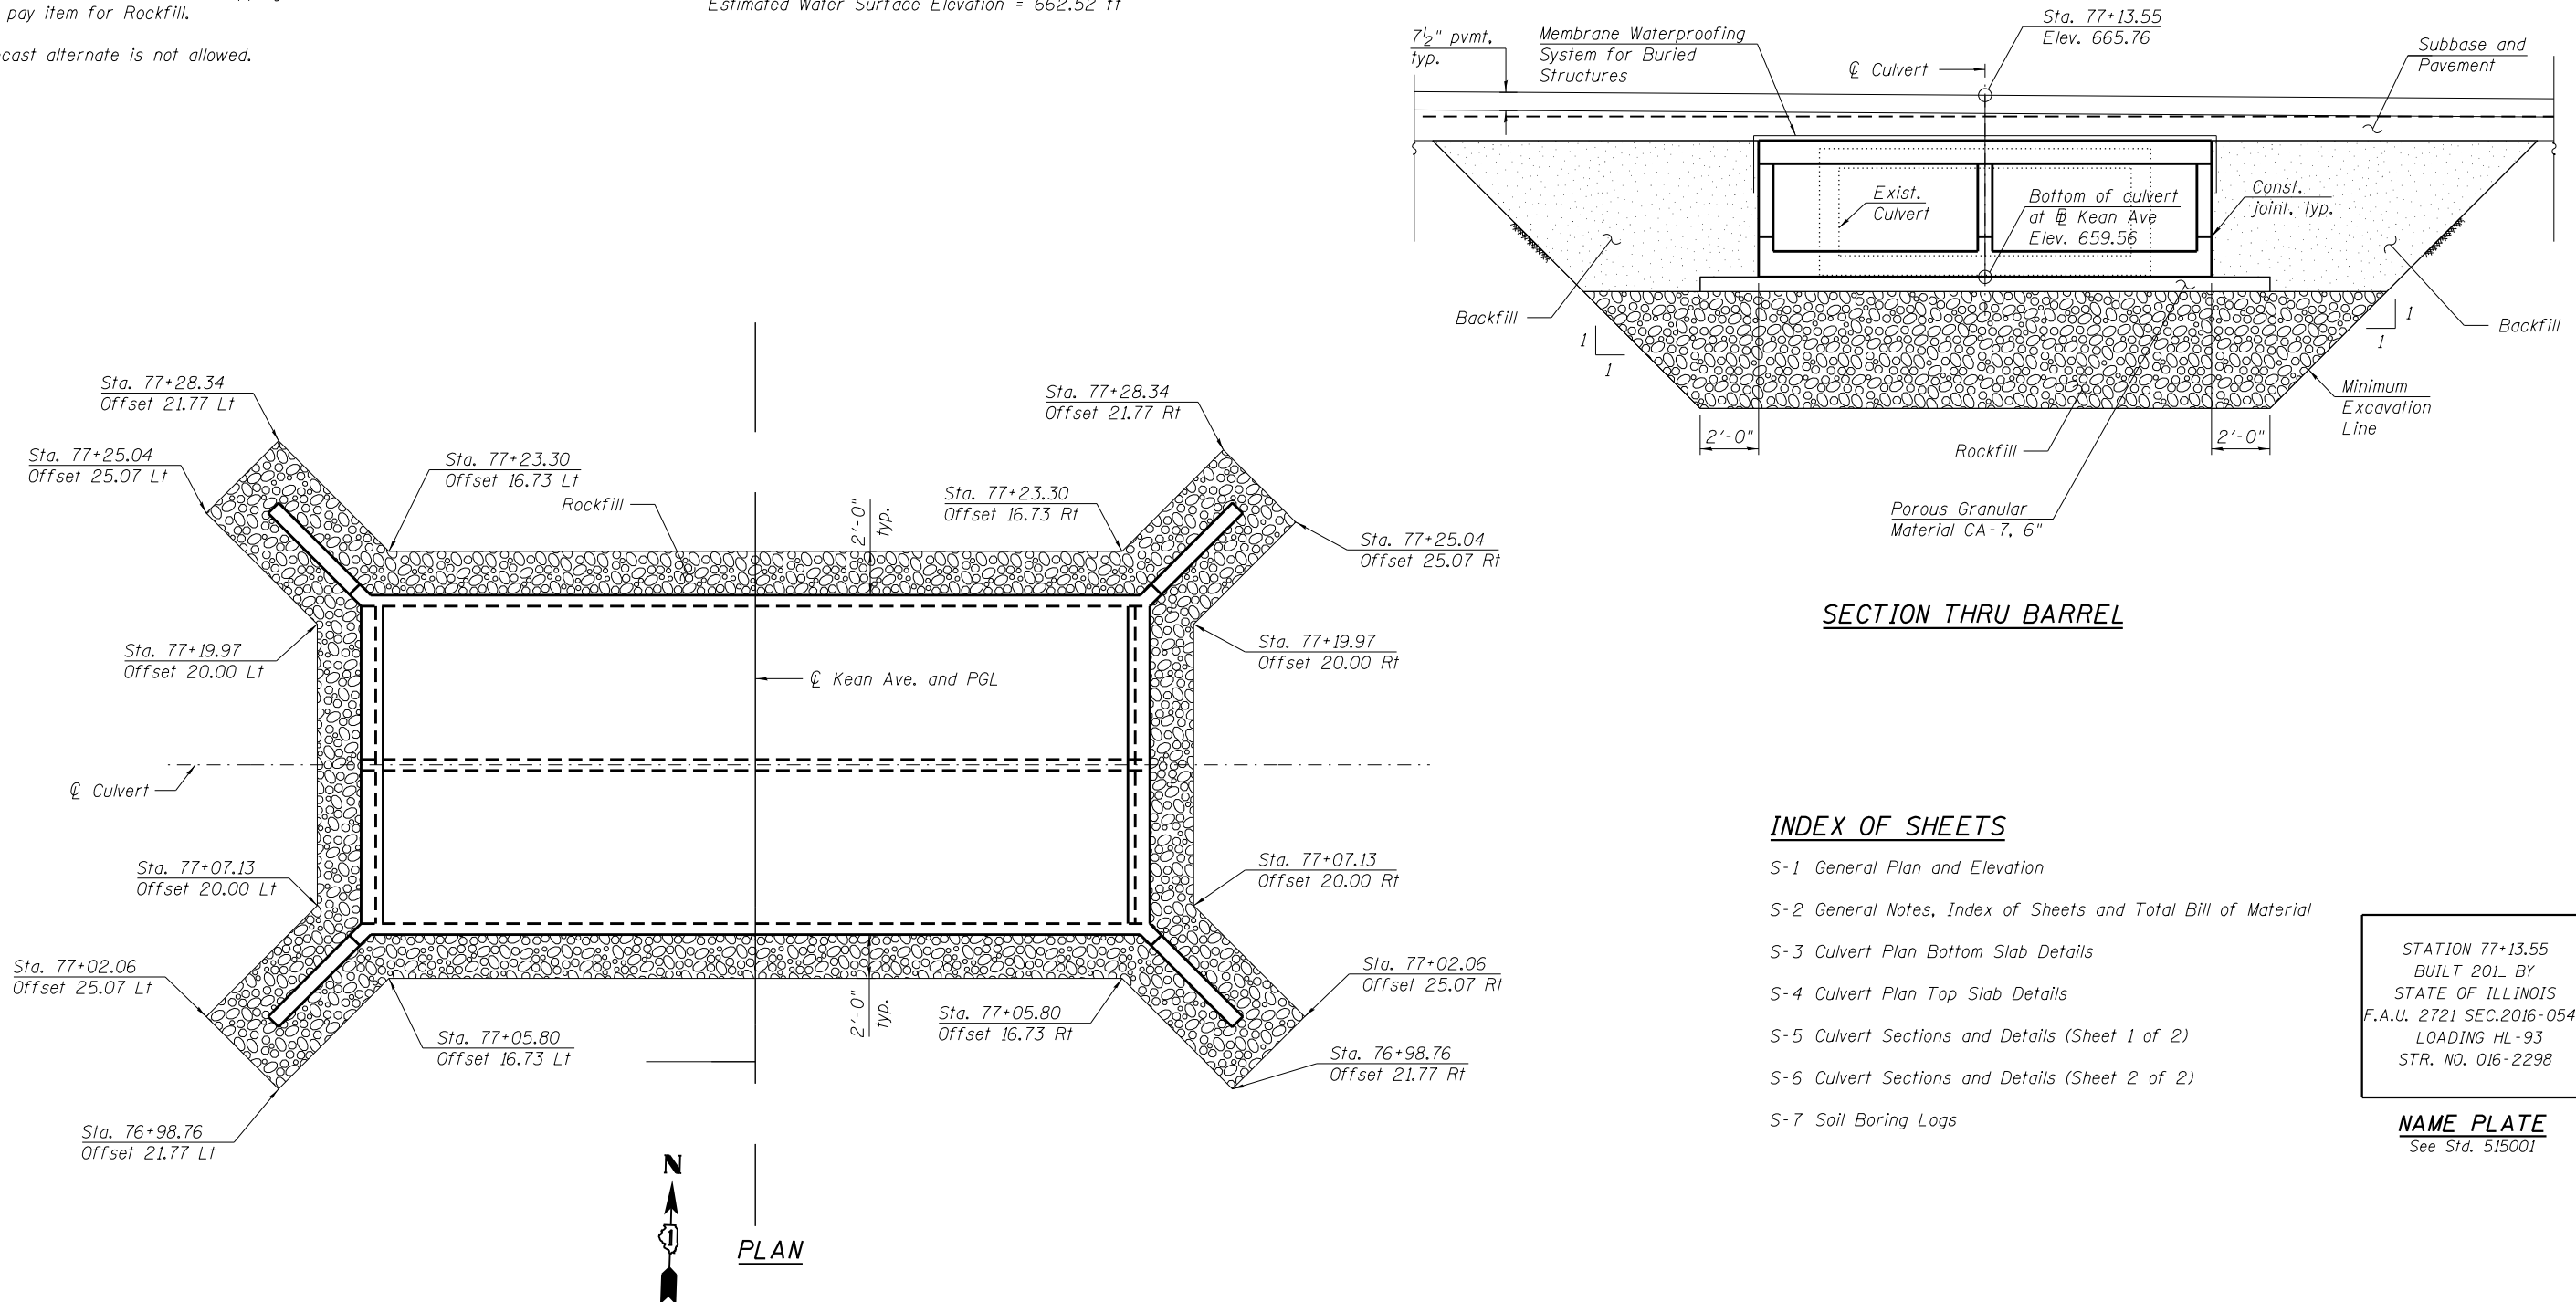 pay item for Rockfill.
cast alternate is not allowed.
Estimated Water Surface Elevation = 662.52 ft
7½" pvmt,
typ.
Membrane Waterproofing
System for Buried
Structures
℄ Culvert
Sta. 77+13.55
Elev. 665.76
Subbase and
Pavement
Exist.
Culvert
Bottom of culvert
at ℄ Kean Ave
Elev. 659.56
Const.
joint, typ.
Backfill
Backfill
1
1
1
1
Minimum
Excavation
Line
2'-0"
2'-0"
Rockfill
Porous Granular
Material CA-7, 6"
SECTION THRU BARREL
Sta. 77+28.34
Offset 21.77 Lt
Sta. 77+28.34
Offset 21.77 Rt
Sta. 77+25.04
Offset 25.07 Lt
Sta. 77+23.30
Offset 16.73 Lt
Rockfill
2'-0"
typ.
Sta. 77+23.30
Offset 16.73 Rt
Sta. 77+25.04
Offset 25.07 Rt
Sta. 77+19.97
Offset 20.00 Lt
Sta. 77+19.97
Offset 20.00 Rt
℄ Kean Ave. and PGL
℄ Culvert
Sta. 77+07.13
Offset 20.00 Lt
Sta. 77+07.13
Offset 20.00 Rt
Sta. 77+02.06
Offset 25.07 Lt
Sta. 77+02.06
Offset 25.07 Rt
Sta. 77+05.80
Offset 16.73 Lt
2'-0"
typ.
Sta. 77+05.80
Offset 16.73 Rt
Sta. 76+98.76
Offset 21.77 Rt
Sta. 76+98.76
Offset 21.77 Lt
N
1
PLAN
INDEX OF SHEETS
S-1 General Plan and Elevation
S-2 General Notes, Index of Sheets and Total Bill of Material
S-3 Culvert Plan Bottom Slab Details
S-4 Culvert Plan Top Slab Details
S-5 Culvert Sections and Details (Sheet 1 of 2)
S-6 Culvert Sections and Details (Sheet 2 of 2)
S-7 Soil Boring Logs
STATION 77+13.55
BUILT 201_ BY
STATE OF ILLINOIS
F.A.U. 2721 SEC.2016-054
LOADING HL-93
STR. NO. 016-2298
NAME PLATE
See Std. 515001